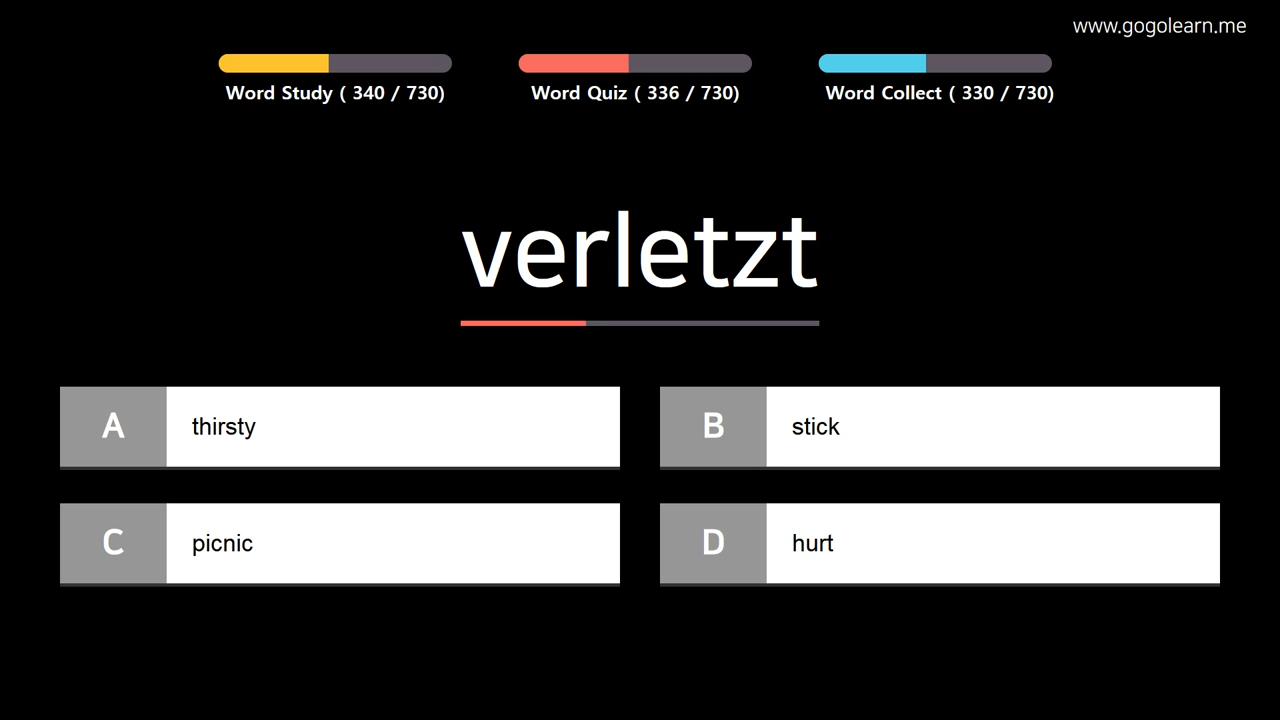 www.gogolearn.me
Word Study ( 340 / 730)
Word Quiz ( 336 / 730)
Word Collect ( 330 / 730)
verletzt
A thirsty
B stick
C picnic
D hurt